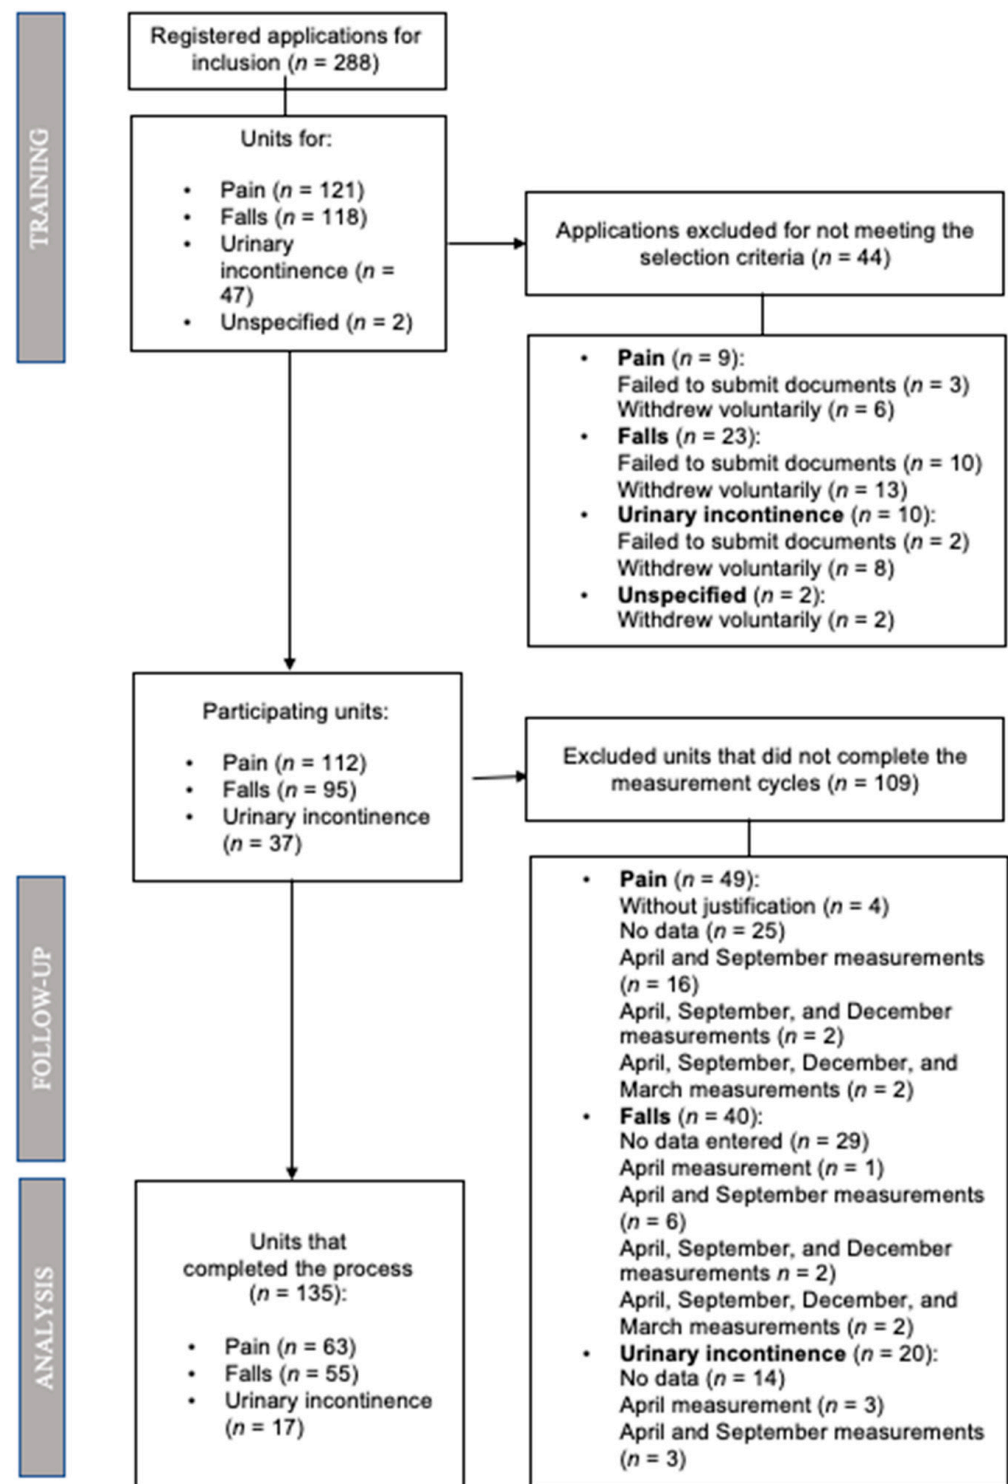 TRAINING
Registered applications for
inclusion (n = 288)
Units for:
• Pain (n = 121)
• Falls (n = 118)
• Urinary
incontinence (n =
47)
• Unspecified (n = 2)
Applications excluded for not meeting the
selection criteria (n = 44)
• Pain (n = 9):
Failed to submit documents (n = 3)
Withdrew voluntarily (n = 6)
• Falls (n = 23):
Failed to submit documents (n = 10)
Withdrew voluntarily (n = 13)
• Urinary incontinence (n = 10):
Failed to submit documents (n = 2)
Withdrew voluntarily (n = 8)
• Unspecified (n = 2):
Withdrew voluntarily (n = 2)
Participating units:
• Pain (n = 112)
• Falls (n = 95)
• Urinary incontinence
(n = 37)
Excluded units that did not complete the
measurement cycles (n = 109)
FOLLOW-UP
• Pain (n = 49):
Without justification (n = 4)
No data (n = 25)
April and September measurements
(n = 16)
April, September, and December
measurements (n = 2)
April, September, December, and
March measurements (n = 2)
• Falls (n = 40):
No data entered (n = 29)
April measurement (n = 1)
April and September measurements
(n = 6)
April, September, and December
measurements n = 2)
April, September, December, and
March measurements (n = 2)
• Urinary incontinence (n = 20):
No data (n = 14)
April measurement (n = 3)
April and September measurements
(n = 3)
ANALYSIS
Units that
completed the process
(n = 135):
• Pain (n = 63)
• Falls (n = 55)
• Urinary incontinence
(n = 17)